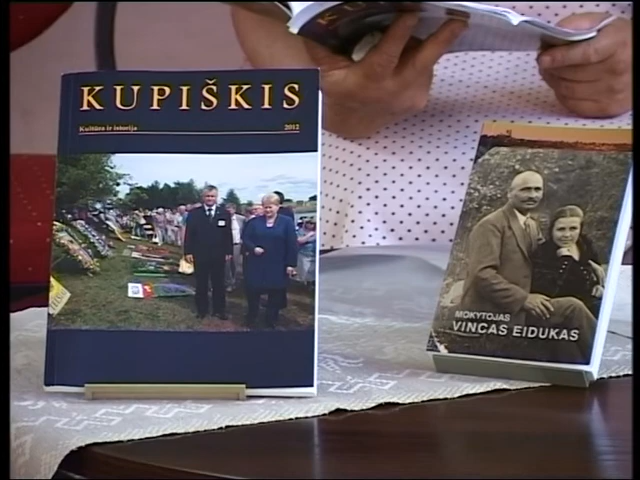 KUPIŠKIS
Kultūra ir istorija
2012
MOKYTOJAS
VINCAS EIDUKAS